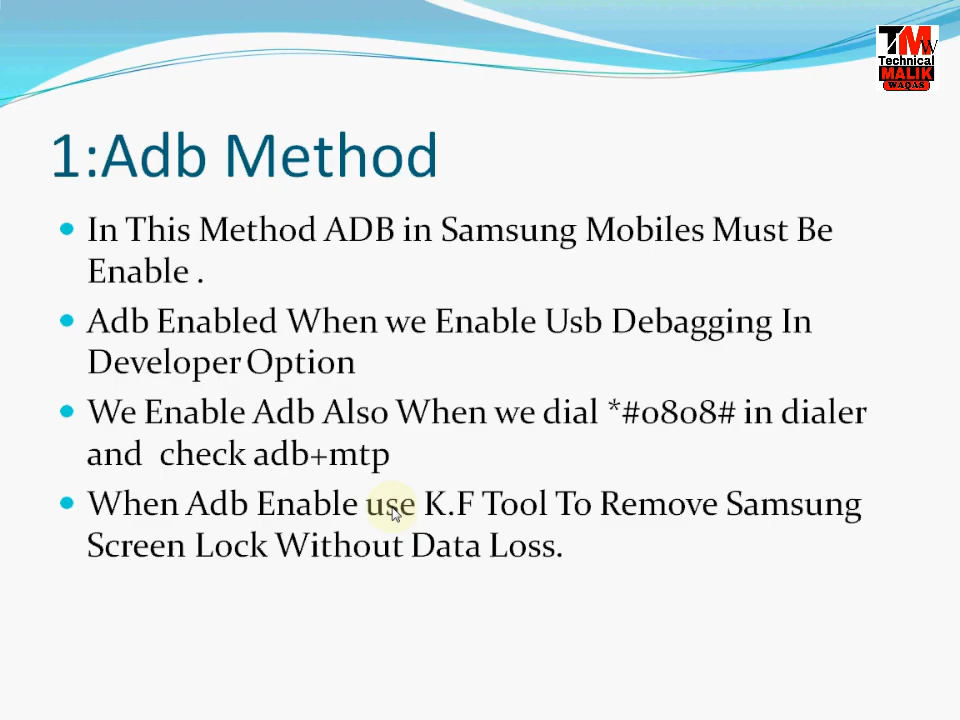 TMW
Technical
MALIK
WAQAS
1:Adb Method
In This Method ADB in Samsung Mobiles Must Be
Enable .
Adb Enabled When we Enable Usb Debagging In
Developer Option
We Enable Adb Also When we dial *#0808# in dialer
and check adb+mtp
When Adb Enable use K.F Tool To Remove Samsung
Screen Lock Without Data Loss.